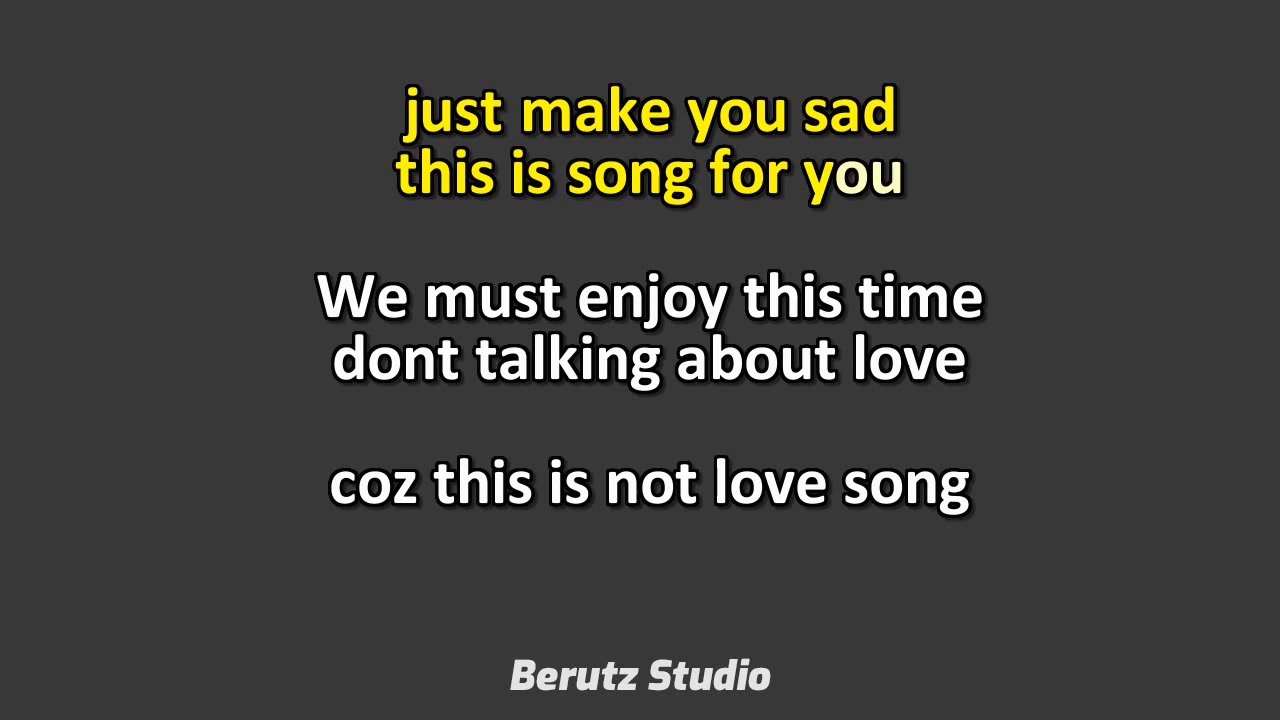 just make you sad
this is song for you
We must enjoy this time
dont talking about love
coz this is not love song
Berutz Studio